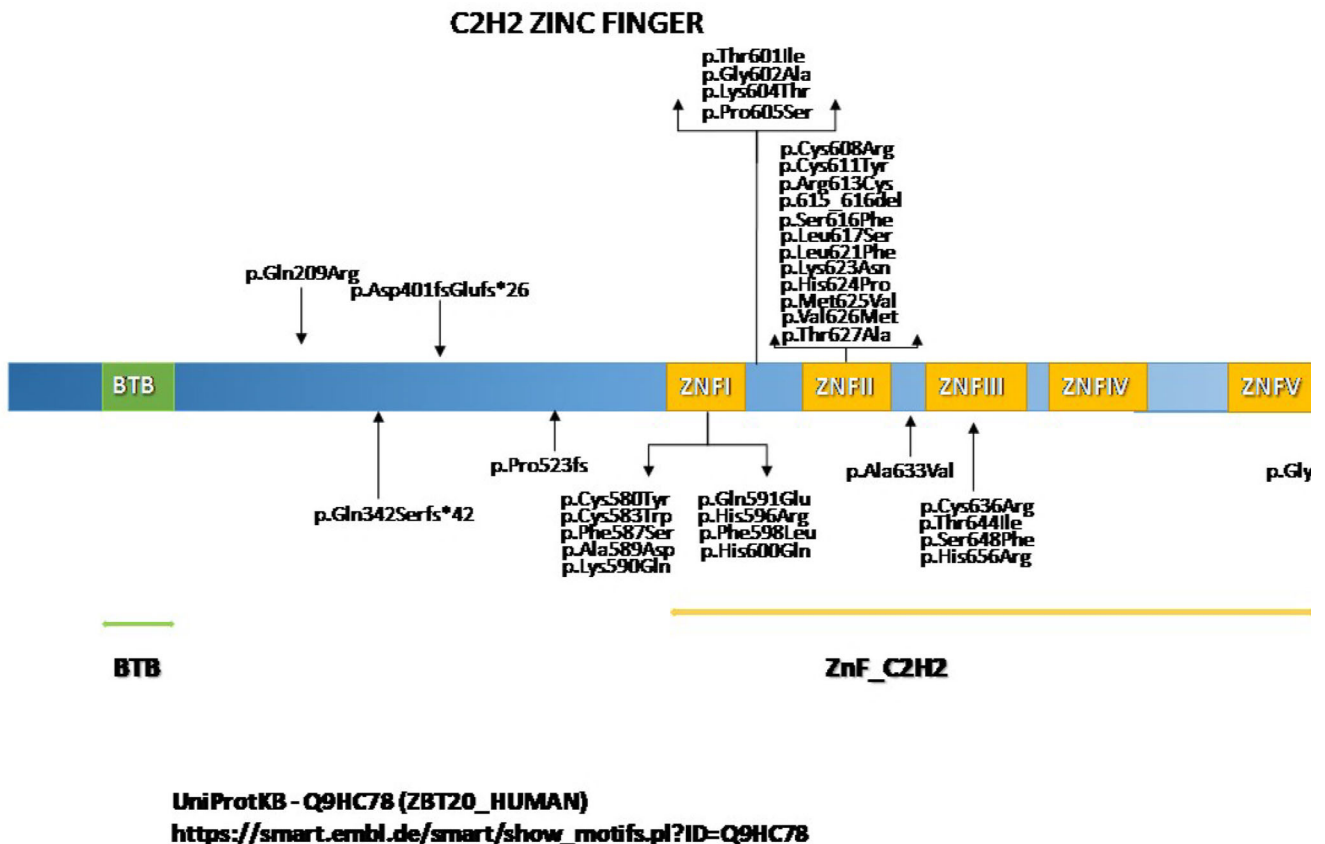 C2H2 ZINC FINGER
p.Thr601Ile
p.Gly602Ala
p.Lys604Thr
p.Pro605Ser
p.Cys608Arg
p.Cys611Tyr
p.Arg613Cys
p.615_616del
p.Ser616Phe
p.Leu617Ser
p.Leu621Phe
p.Lys623Asn
p.His624Pro
p.Met625Val
p.Val626Met
p.Thr627Ala
p.Gln209Arg
p.Asp401fsGlufs*26
BTB
ZNFI
ZNFII
ZNFIII
ZNFIV
ZNFV
p.Gln342Serfs*42
p.Pro523fs
p.Cys580Tyr
p.Cys583Trp
p.Phe587Ser
p.Ala589Asp
p.Lys590Gln
p.Gln591Glu
p.His596Arg
p.Phe598Leu
p.His600Gln
p.Ala633Val
p.Cys636Arg
p.Thr644Ile
p.Ser648Phe
p.His656Arg
p.Gly
BTB
ZnF_C2H2
UniProtKB - Q9HC78 (ZBT20_HUMAN)
https://smart.embl.de/smart/show_motifs.pl?ID=Q9HC78